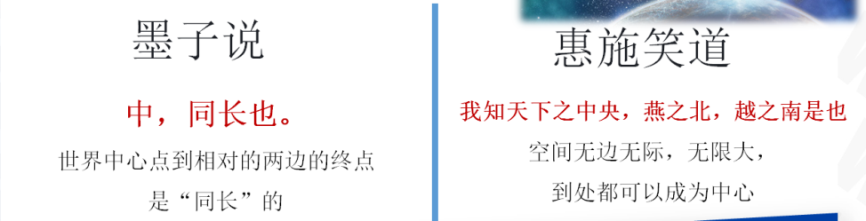 墨子说
中，同长也。
世界中心点到相对的两边的终点
是“同长”的
惠施笑道
我知天下之中央，燕之北，越之南是也
空间无边无际，无限大，
到处都可以成为中心